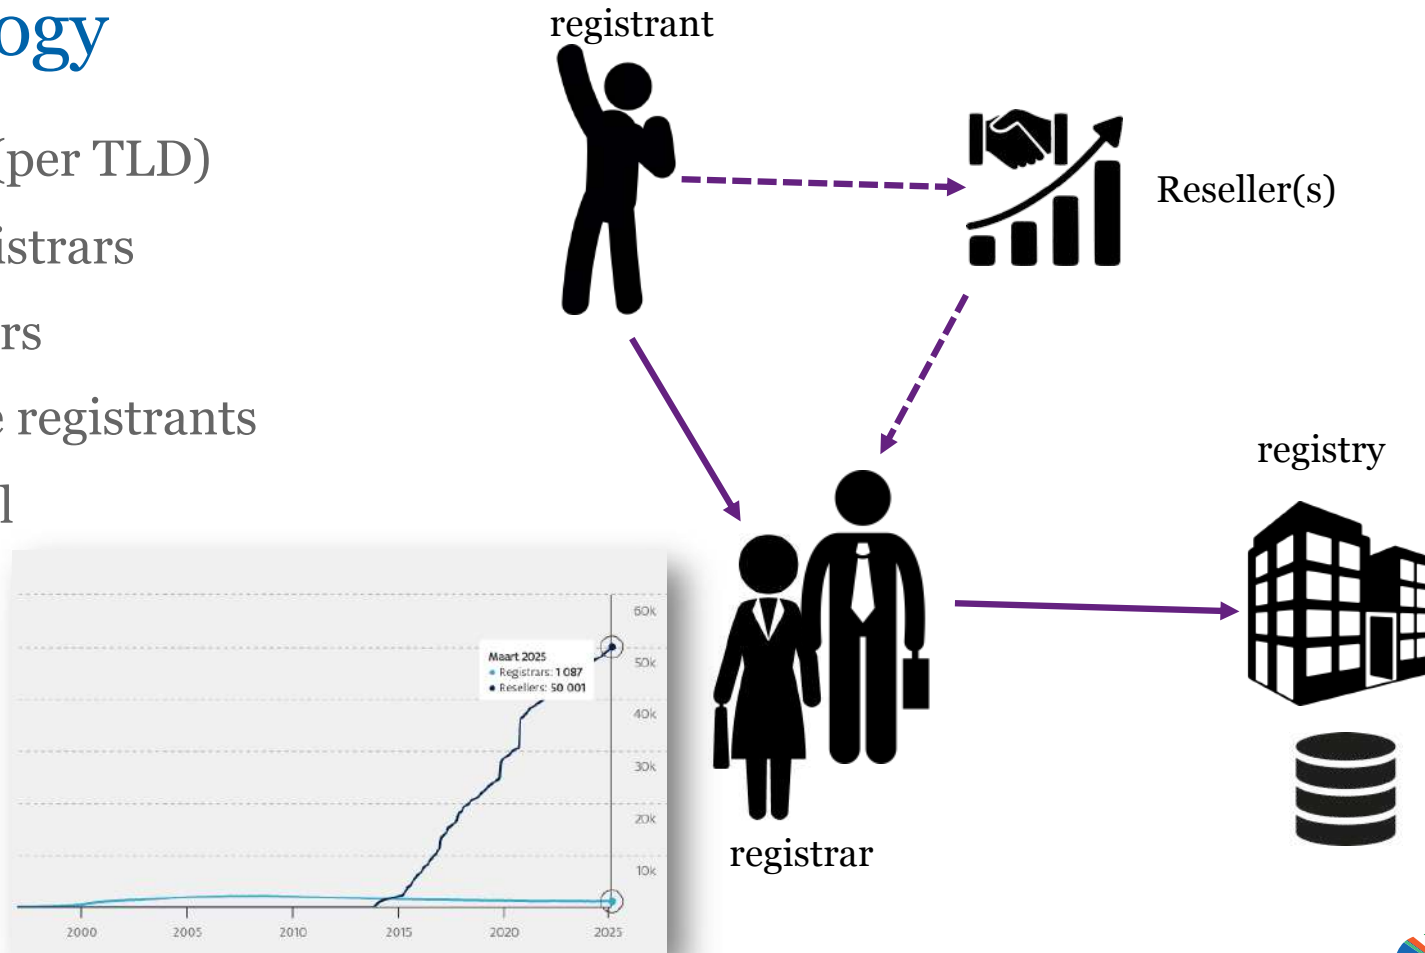 ogy
(per TLD)
istrars
rs
e registrants
l
registrant
Reseller(s)
registry
registrar
Maart 2025
Registrars: 1 087
Resellers: 50 001
60k
50k
40k
30k
20k
10k
2000
2005
2010
2015
2020
2025